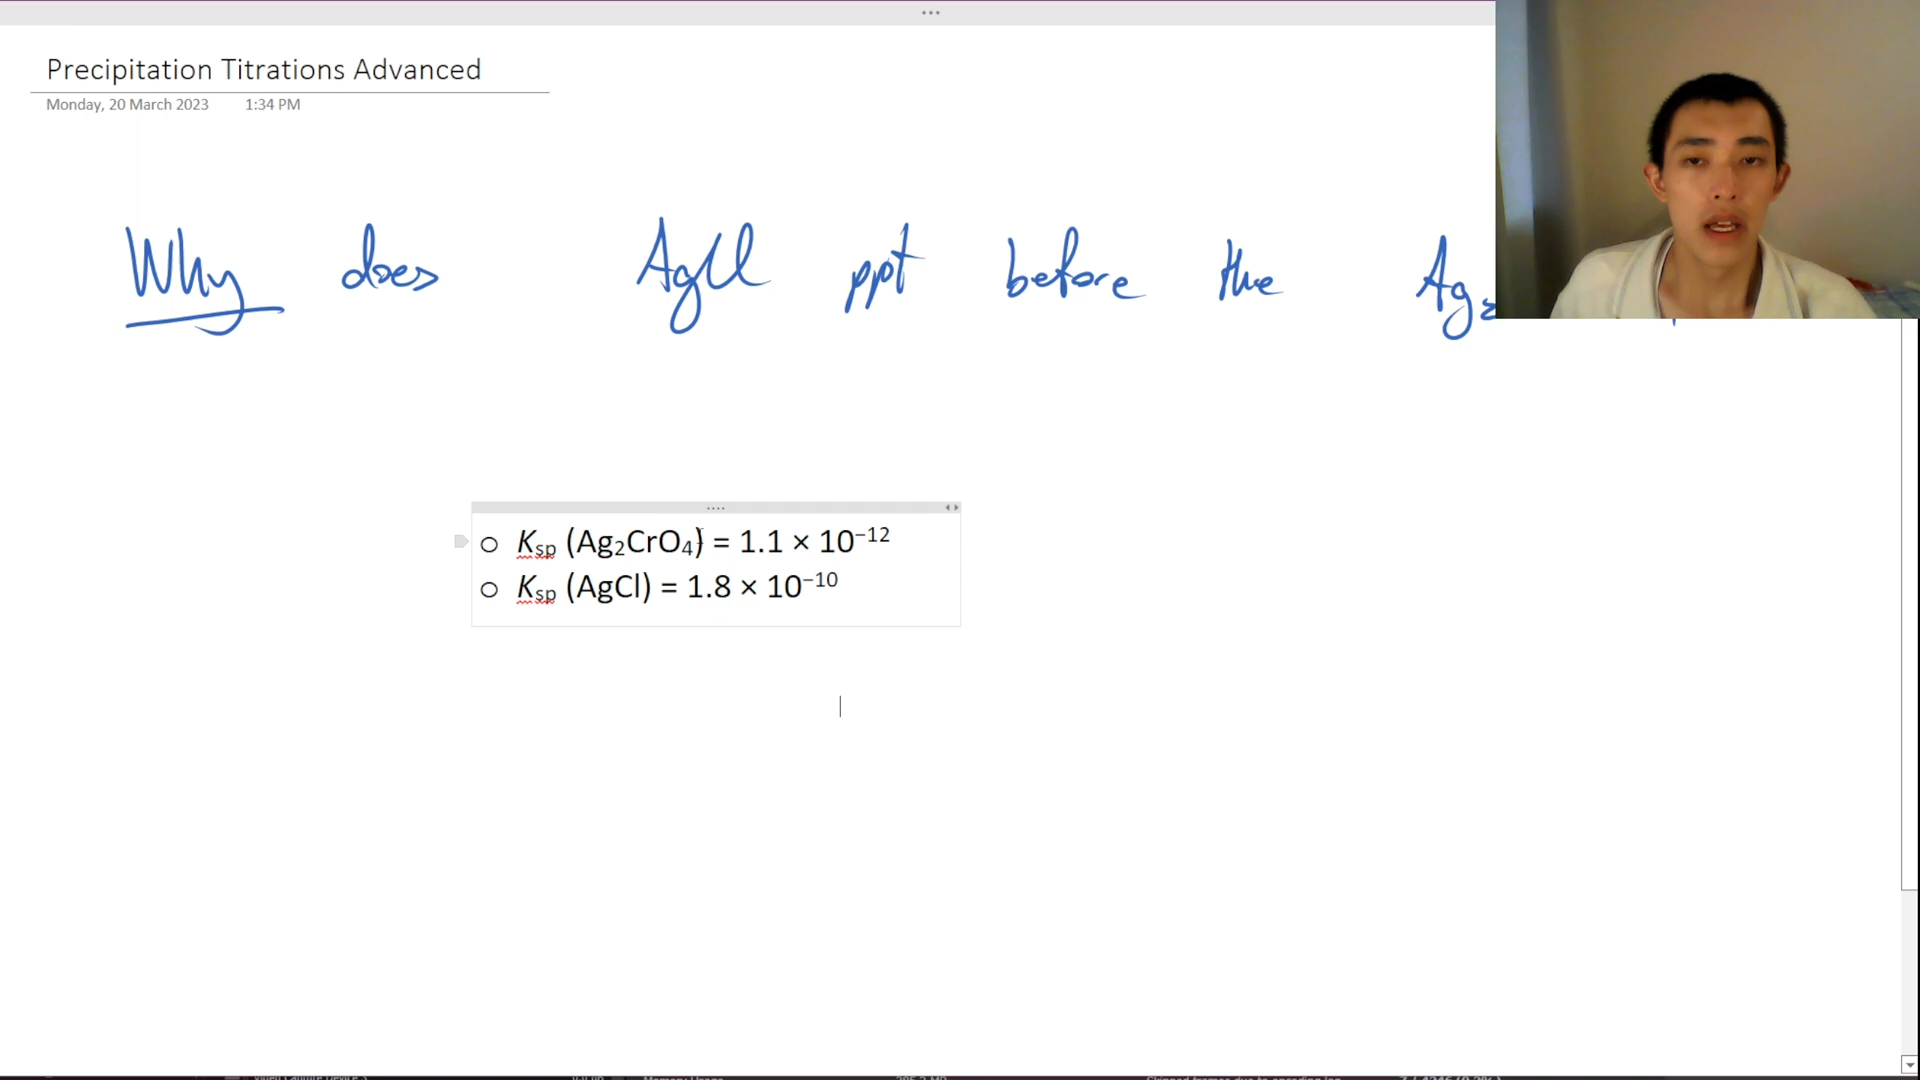 Precipitation Titrations Advanced
Monday, 20 March 2023 1:34 PM
Why does AgCl ppt before the Ag₂
Ksp (Ag₂CrO₄) = 1.1 × 10⁻¹²
Ksp (AgCl) = 1.8 × 10⁻¹⁰